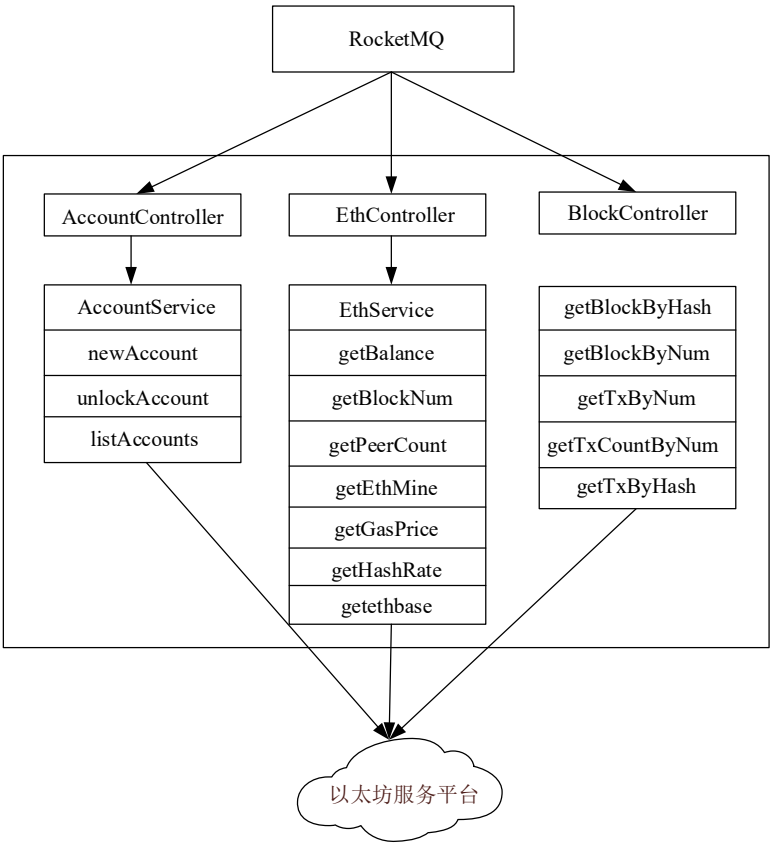 RocketMQ
AccountController
EthController
BlockController
AccountService
newAccount
unlockAccount
listAccounts
EthService
getBalance
getBlockNum
getPeerCount
getEthMine
getGasPrice
getHashRate
getethbase
getBlockByHash
getBlockByNum
getTxByNum
getTxCountByNum
getTxByHash
以太坊服务平台